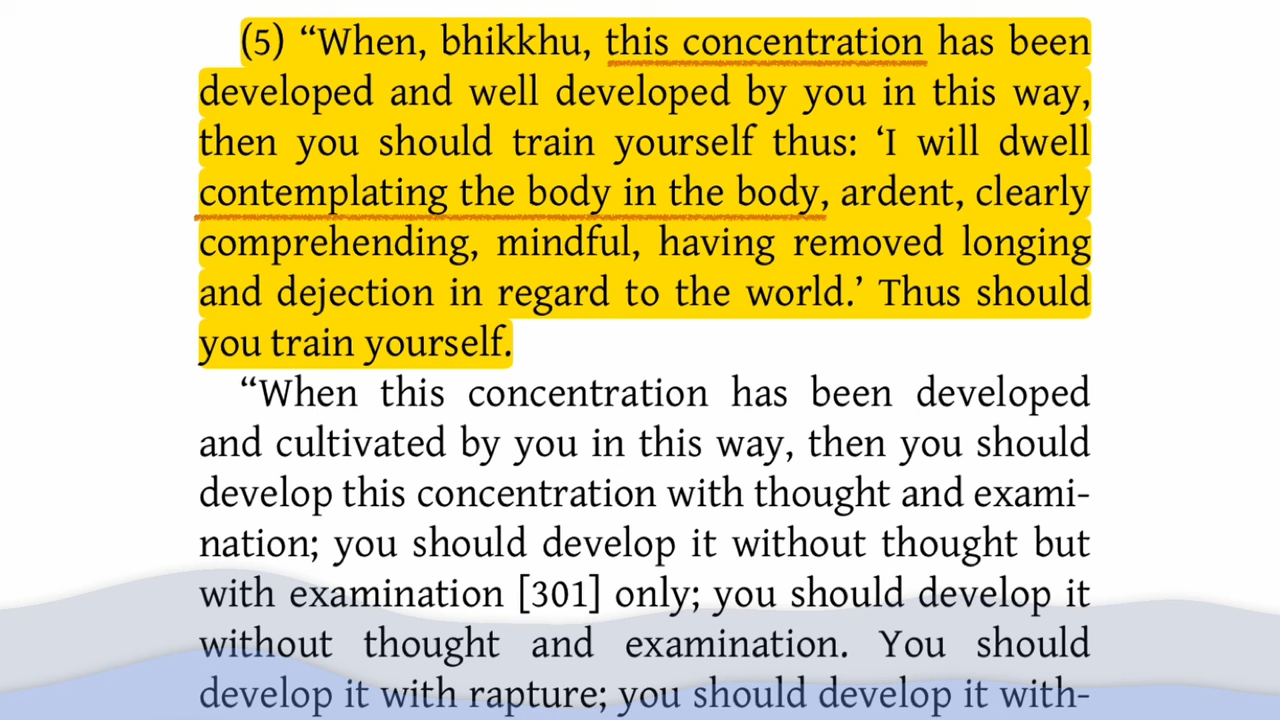 (5) “When, bhikkhu, this concentration has been
developed and well developed by you in this way,
then you should train yourself thus: ‘I will dwell
contemplating the body in the body, ardent, clearly
comprehending, mindful, having removed longing
and dejection in regard to the world.’ Thus should
you train yourself.
“When this concentration has been developed
and cultivated by you in this way, then you should
develop this concentration with thought and exami-
nation; you should develop it without thought but
with examination [301] only; you should develop it
without thought and examination. You should
develop it with rapture; you should develop it with-